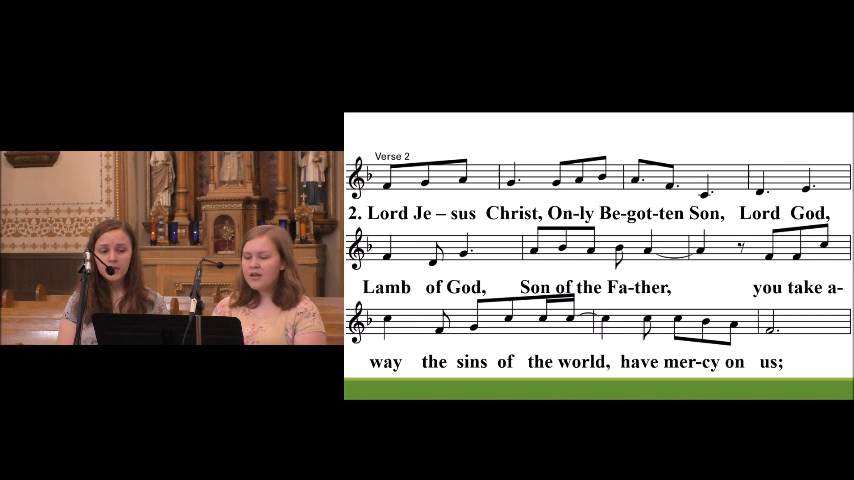 Verse 2
2. Lord Je – sus Christ, On-ly Be-got-ten Son, Lord God,
Lamb of God, Son of the Fa-ther, you take a-
way the sins of the world, have mer-cy on us;